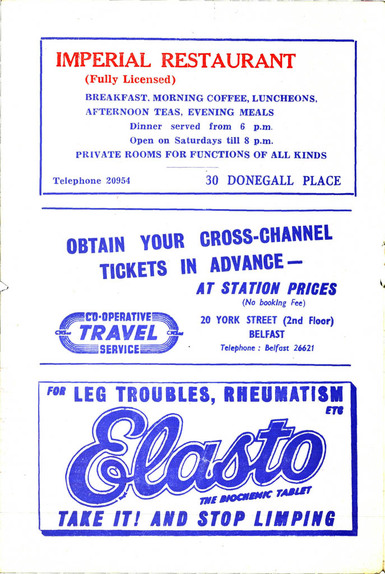 IMPERIAL RESTAURANT
(Fully Licensed)
BREAKFAST, MORNING COFFEE, LUNCHEONS,
AFTERNOON TEAS, EVENING MEALS
Dinner served from 6 p.m.
Open on Saturdays till 8 p.m.
PRIVATE ROOMS FOR FUNCTIONS OF ALL KINDS
Telephone 20954 30 DONEGALL PLACE
OBTAIN YOUR CROSS-CHANNEL
TICKETS IN ADVANCE—
AT STATION PRICES
(No booking Fee)
CO-OPERATIVE
TRAVEL
SERVICE
20 YORK STREET (2nd Floor)
BELFAST
Telephone : Belfast 26621
FOR LEG TROUBLES, RHEUMATISM
ETC
Elasto
THE BIOCHEMIC TABLET
TAKE IT! AND STOP LIMPING